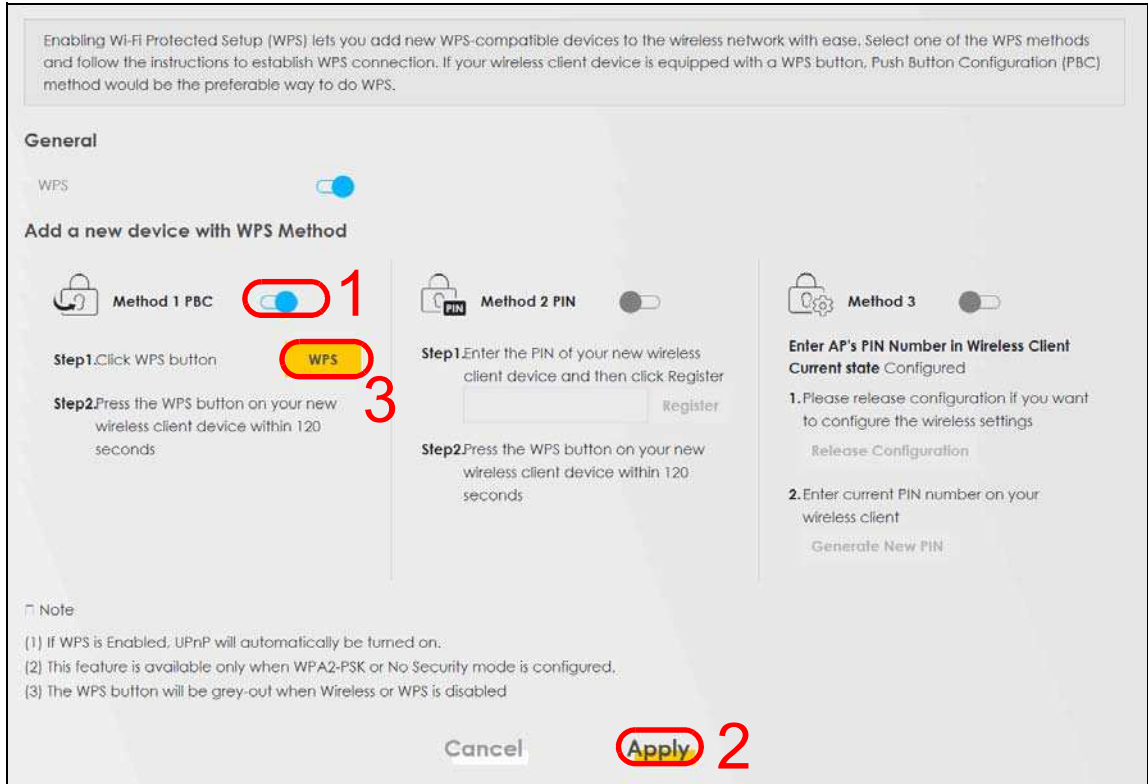 Enabling Wi-Fi Protected Setup (WPS) lets you add new WPS-compatible devices to the wireless network with ease. Select one of the WPS methods
and follow the instructions to establish WPS connection. If your wireless client device is equipped with a WPS button, Push Button Configuration (PBC)
method would be the preferable way to do WPS.
General
WPS
Add a new device with WPS Method
Method 1 PBC
1
Step1.Click WPS button
WPS
3
Step2.Press the WPS button on your new
wireless client device within 120
seconds
PIN
Method 2 PIN
Step1.Enter the PIN of your new wireless
client device and then click Register
Register
Step2.Press the WPS button on your new
wireless client device within 120
seconds
Method 3
Enter AP's PIN Number in Wireless Client
Current state Configured
1.Please release configuration if you want
to configure the wireless settings
Release Configuration
2.Enter current PIN number on your
wireless client
Generate New PIN
Note
(1) If WPS is Enabled, UPnP will automatically be turned on.
(2) This feature is available only when WPA2-PSK or No Security mode is configured.
(3) The WPS button will be grey-out when Wireless or WPS is disabled
Cancel
Apply
2